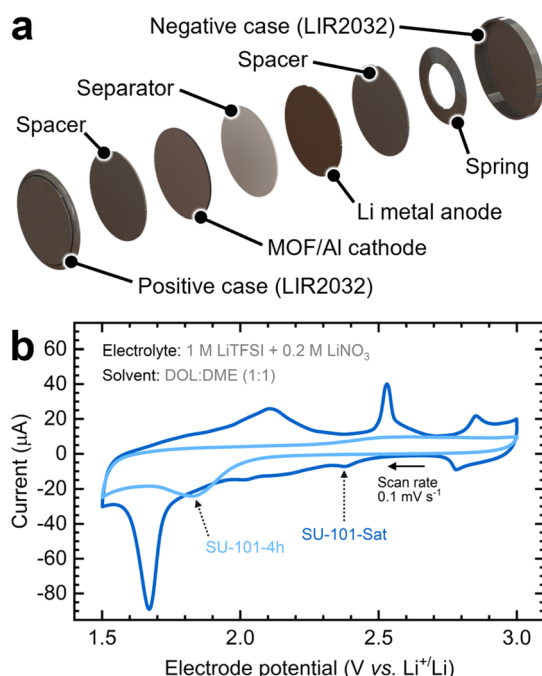 a
Negative case (LIR2032)
Spacer
Separator
Spacer
Spring
Li metal anode
MOF/Al cathode
Positive case (LIR2032)
b
Electrolyte: 1 M LiTFSI + 0.2 M LiNO₃
Solvent: DOL:DME (1:1)
Current (μA)
60
40
20
0
-20
-40
-60
-80
Scan rate
0.1 mV s⁻¹
SU-101-Sat
SU-101-4h
1.5
2.0
2.5
3.0
Electrode potential (V vs. Li⁺/Li)